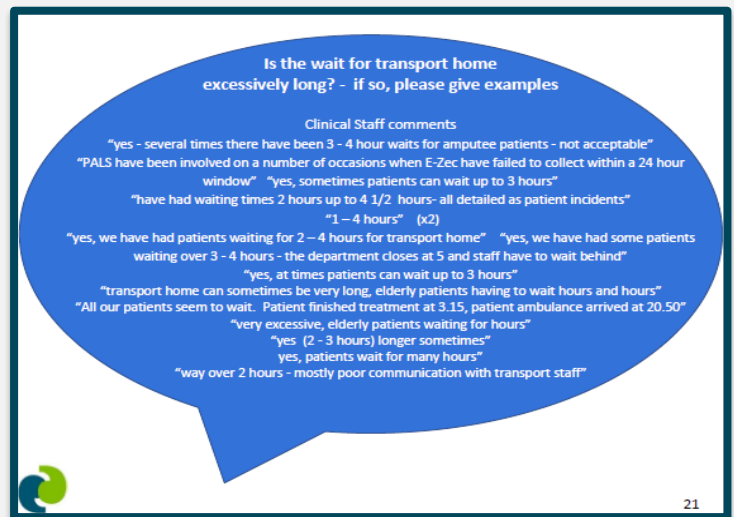 Is the wait for transport home
excessively long? - if so, please give examples
Clinical Staff comments
“yes - several times there have been 3 - 4 hour waits for amputee patients - not acceptable”
“PALS have been involved on a number of occasions when E-Zec have failed to collect within a 24 hour
window” “yes, sometimes patients can wait up to 3 hours”
“have had waiting times 2 hours up to 4 1/2 hours- all detailed as patient incidents”
“1 – 4 hours” (x2)
“yes, we have had patients waiting for 2 – 4 hours for transport home” “yes, we have had some patients
waiting over 3 - 4 hours - the department closes at 5 and staff have to wait behind”
“yes, at times patients can wait up to 3 hours”
“transport home can sometimes be very long, elderly patients having to wait hours and hours”
“All our patients seem to wait. Patient finished treatment at 3.15, patient ambulance arrived at 20.50”
“very excessive, elderly patients waiting for hours”
“yes (2 - 3 hours) longer sometimes”
yes, patients wait for many hours”
“way over 2 hours - mostly poor communication with transport staff”
21